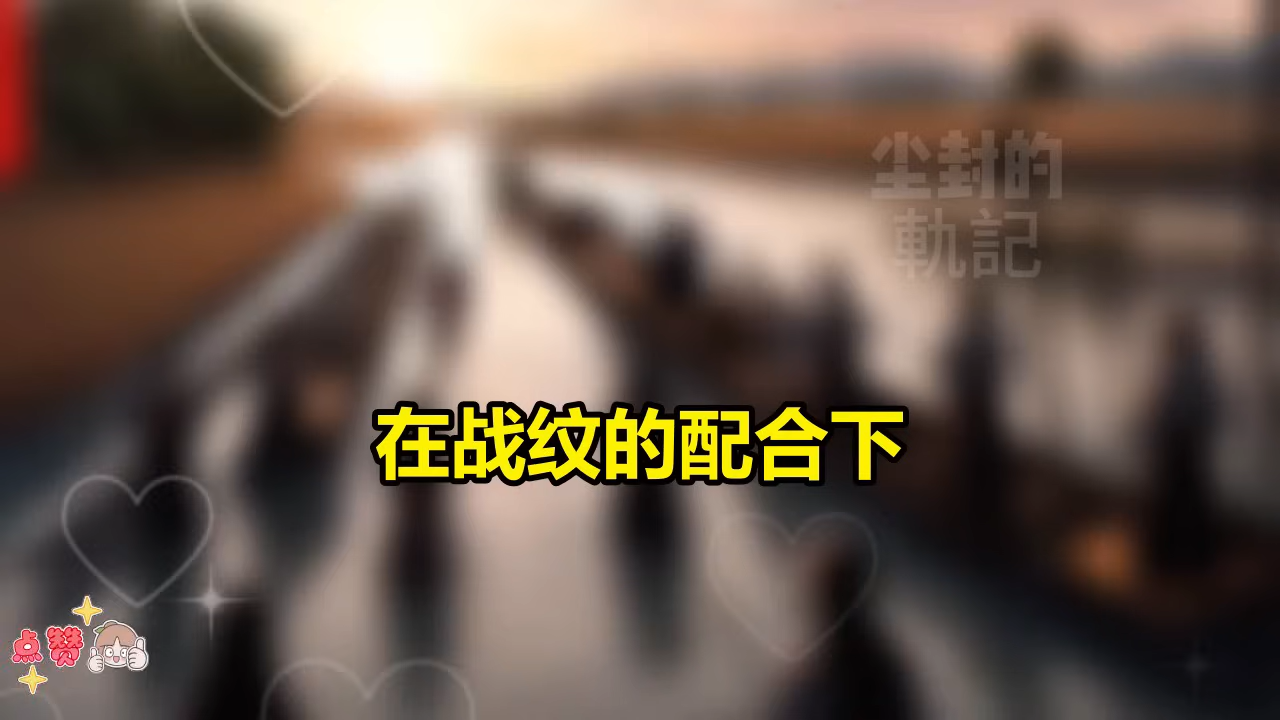 尘封的
軌記
在战纹的配合下
点赞